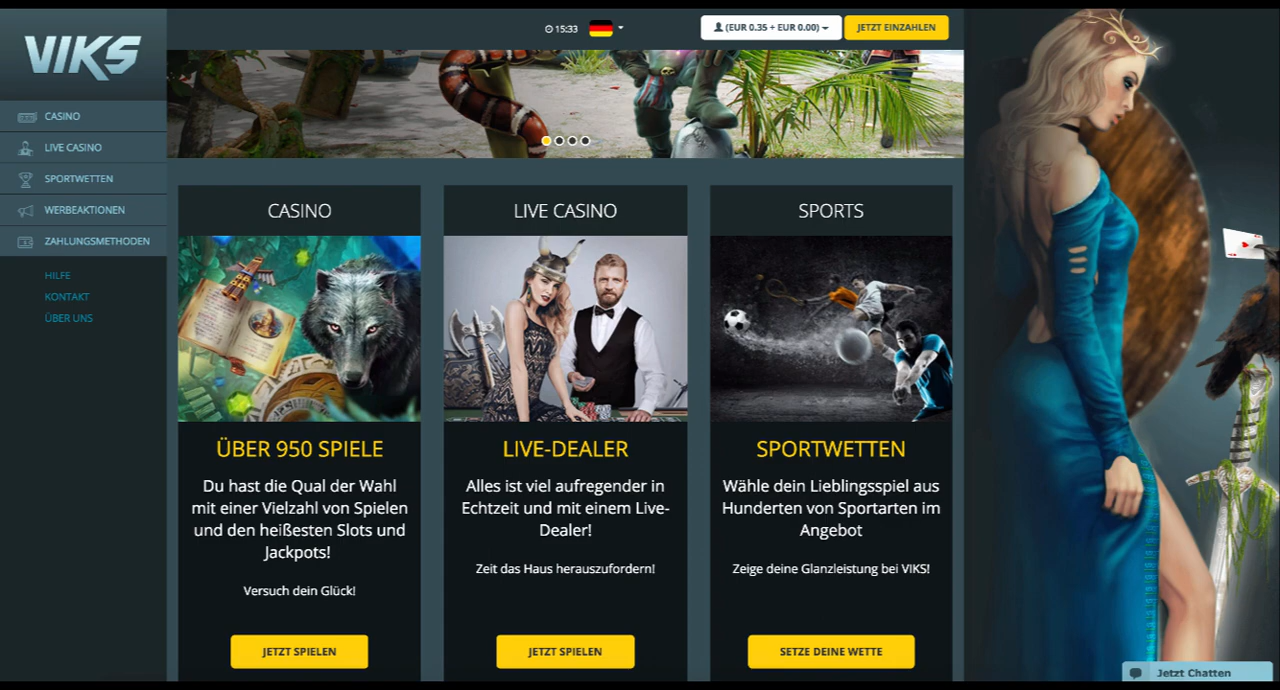 VIKS
15:33
(EUR 0.35 + EUR 0.00)
JETZT EINZAHLEN
CASINO
LIVE CASINO
SPORTWETTEN
WERBEAKTIONEN
ZAHLUNGSMETHODEN
HILFE
KONTAKT
ÜBER UNS
CASINO
ÜBER 950 SPIELE
Du hast die Qual der Wahl
mit einer Vielzahl von Spielen
und den heißesten Slots und
Jackpots!
Versuch dein Glück!
JETZT SPIELEN
LIVE CASINO
LIVE-DEALER
Alles ist viel aufregender in
Echtzeit und mit einem Live-
Dealer!
Zeit das Haus herauszufordern!
JETZT SPIELEN
SPORTS
SPORTWETTEN
Wähle dein Lieblingsspiel aus
Hunderten von Sportarten im
Angebot
Zeige deine Glanzleistung bei VIKS!
SETZE DEINE WETTE
Jetzt Chatten